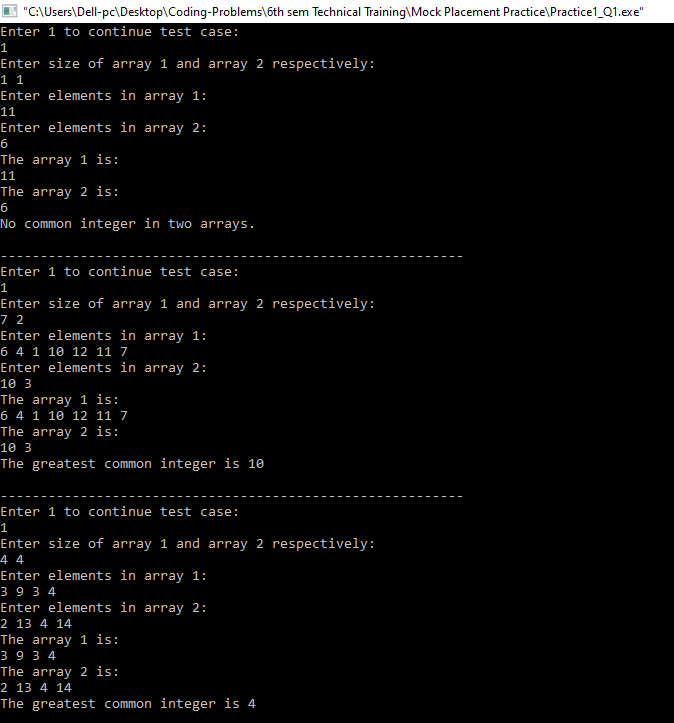 "C:\Users\Dell-pc\Desktop\Coding-Problems\6th sem Technical Training\Mock Placement Practice\Practice1_Q1.exe"
Enter 1 to continue test case:
1
Enter size of array 1 and array 2 respectively:
1 1
Enter elements in array 1:
11
Enter elements in array 2:
6
The array 1 is:
11
The array 2 is:
6
No common integer in two arrays.
----------------------------------------------------------
Enter 1 to continue test case:
1
Enter size of array 1 and array 2 respectively:
7 2
Enter elements in array 1:
6 4 1 10 12 11 7
Enter elements in array 2:
10 3
The array 1 is:
6 4 1 10 12 11 7
The array 2 is:
10 3
The greatest common integer is 10
----------------------------------------------------------
Enter 1 to continue test case:
1
Enter size of array 1 and array 2 respectively:
4 4
Enter elements in array 1:
3 9 3 4
Enter elements in array 2:
2 13 4 14
The array 1 is:
3 9 3 4
The array 2 is:
2 13 4 14
The greatest common integer is 4